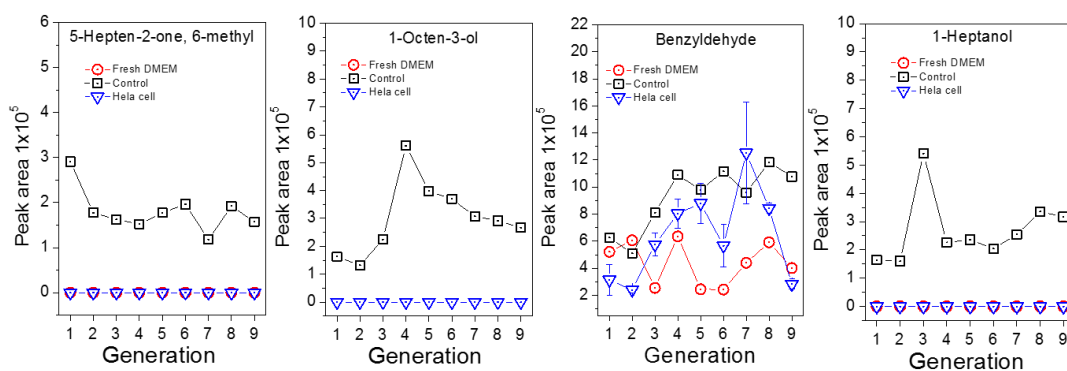 5-Hepten-2-one, 6-methyl
Fresh DMEM
Control
Hela cell
Peak area 1x10⁵
6
5
4
3
2
1
0
1 2 3 4 5 6 7 8 9
Generation
1-Octen-3-ol
Fresh DMEM
Control
Hela cell
Peak area 1x10⁵
10
9
8
7
6
5
4
3
2
1
0
1 2 3 4 5 6 7 8 9
Generation
Benzyldehyde
Fresh DMEM
Control
Hela cell
Peak area 1x10⁵
22
20
18
16
14
12
10
8
6
4
2
1 2 3 4 5 6 7 8 9
Generation
1-Heptanol
Fresh DMEM
Control
Hela cell
Peak area 1x10⁵
10
9
8
7
6
5
4
3
2
1
0
1 2 3 4 5 6 7 8 9
Generation